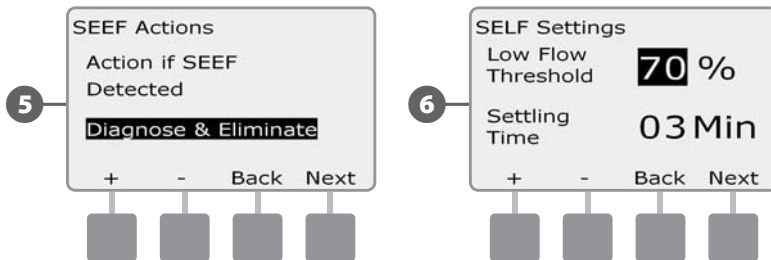 5
SEEF Actions
Action if SEEF
Detected
Diagnose & Eliminate
+ - Back Next
6
SELF Settings
Low Flow
Threshold
70 %
Settling
Time
03 Min
+ - Back Next